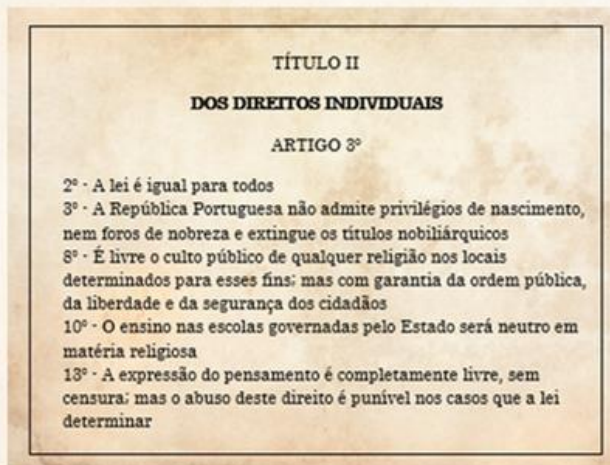 TÍTULO II
DOS DIREITOS INDIVIDUAIS
ARTIGO 3º
2º - A lei é igual para todos
3º - A República Portuguesa não admite privilégios de nascimento,
nem foros de nobreza e extingue os títulos nobiliárquicos
8º - É livre o culto público de qualquer religião nos locais
determinados para esses fins; mas com garantia da ordem pública,
da liberdade e da segurança dos cidadãos
10º - O ensino nas escolas governadas pelo Estado será neutro em
matéria religiosa
13º - A expressão do pensamento é completamente livre, sem
censura; mas o abuso deste direito é punível nos casos que a lei
determinar